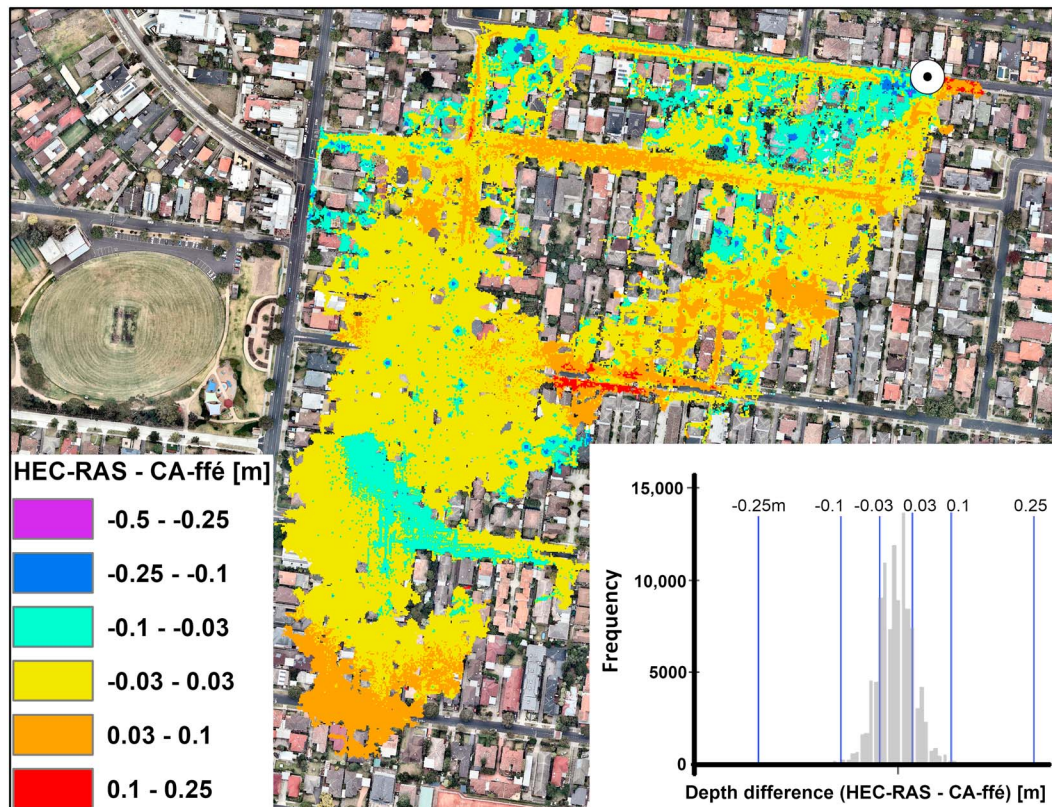 HEC-RAS - CA-ffé [m]
-0.5 - -0.25
-0.25 - -0.1
-0.1 - -0.03
-0.03 - 0.03
0.03 - 0.1
0.1 - 0.25
15,000
10,000
5000
0
Frequency
-0.25m
-0.1
-0.03
0.03
0.1
0.25
Depth difference (HEC-RAS - CA-ffé) [m]